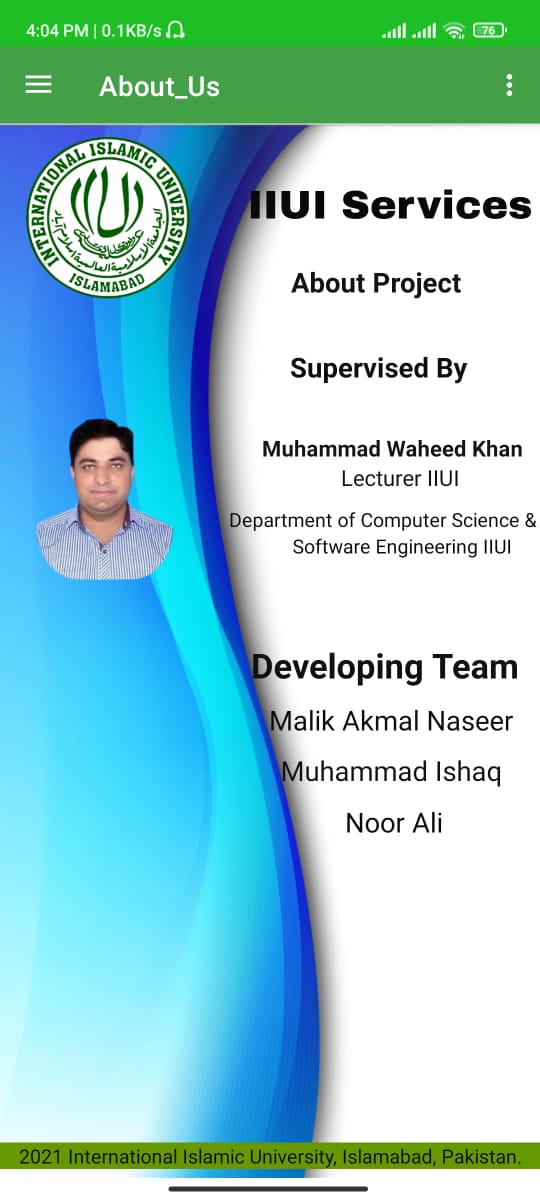 4:04 PM | 0.1KB/s
76
About_Us
INTERNATIONAL ISLAMIC UNIVERSITY
ISLAMABAD
IIUI Services
About Project
Supervised By
Muhammad Waheed Khan
Lecturer IIUI
Department of Computer Science &
Software Engineering IIUI
Developing Team
Malik Akmal Naseer
Muhammad Ishaq
Noor Ali
2021 International Islamic University, Islamabad, Pakistan.